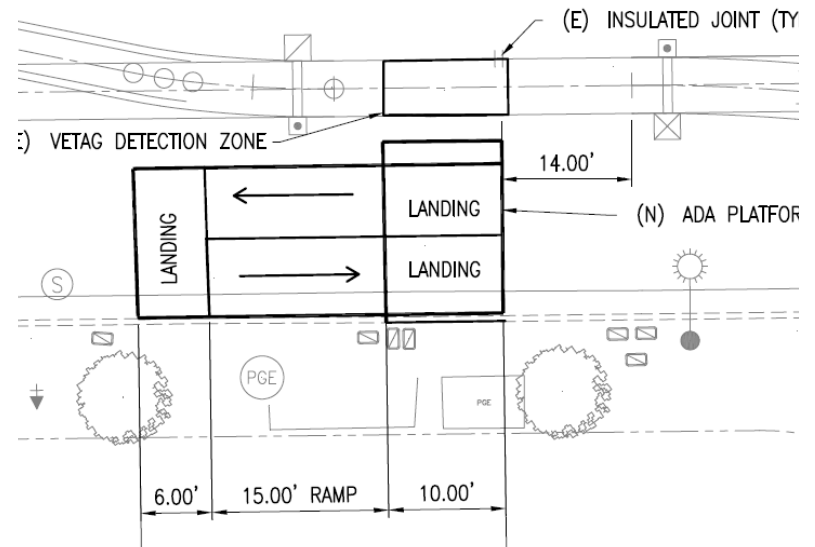 (E) INSULATED JOINT (TY
E) VETAG DETECTION ZONE
14.00'
LANDING
LANDING
(N) ADA PLATFOR
LANDING
S
PGE
PGE
6.00'
15.00' RAMP
10.00'